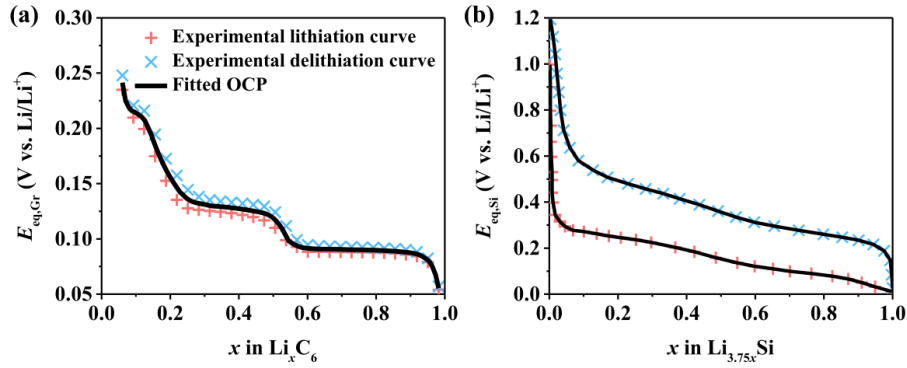 (a)
0.30
0.25
0.20
0.15
0.10
0.05
E_eq,Gr (V vs. Li/Li⁺)
Experimental lithiation curve
Experimental delithiation curve
Fitted OCP
0.0 0.2 0.4 0.6 0.8 1.0
x in LiₓC₆
(b)
1.2
1.0
0.8
0.6
0.4
0.2
0.0
E_eq,Si (V vs. Li/Li⁺)
0.0 0.2 0.4 0.6 0.8 1.0
x in Li₃.₇₅ₓSi